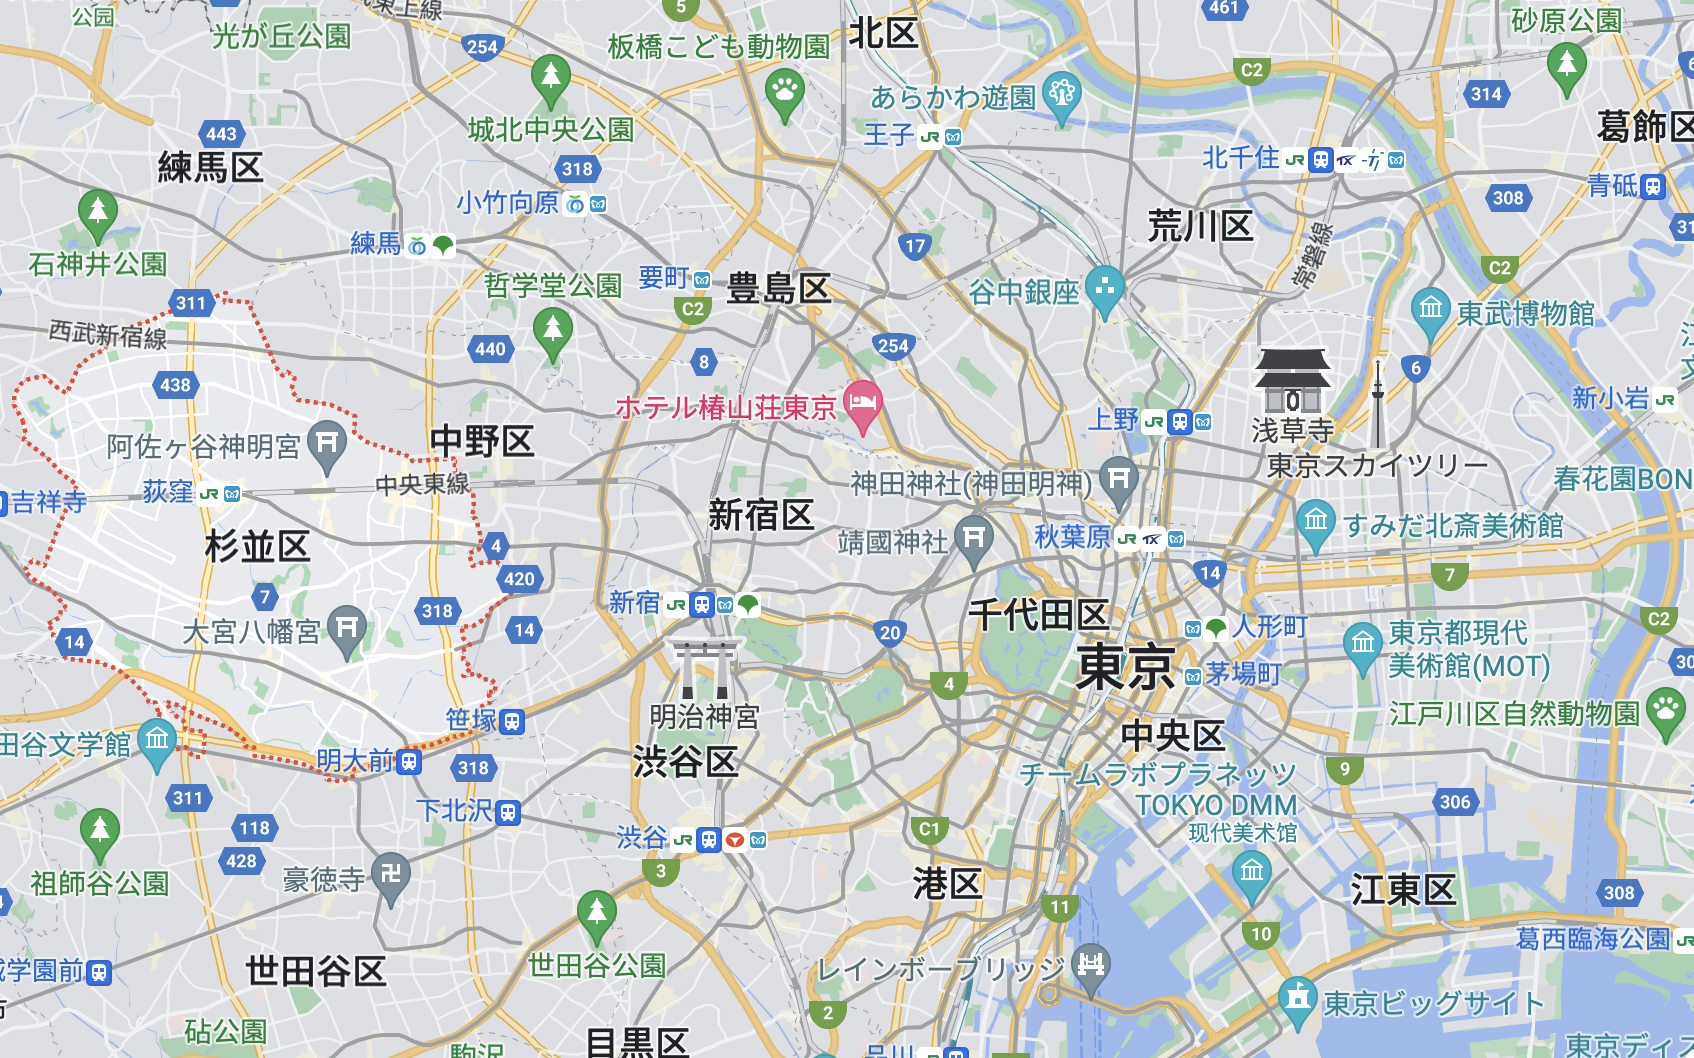 公園
光が丘公園
東上線
254
5
板橋こども動物園
北区
461
砂原公園
C2
314
葛飾区
城北中央公園
あらかわ遊園
443
王子
練馬区
318
北千住
青砥
小竹向原
308
荒川区
練馬
17
常磐線
石神井公園
哲学堂公園
要町
豊島区
谷中銀座
C2
311
C2
東武博物館
西武新宿線
440
8
254
6
438
ホテル椿山荘東京
新小岩
上野
浅草寺
阿佐ヶ谷神明宮
中野区
東京スカイツリー
中央東線
神田神社(神田明神)
春花園BON
吉祥寺
荻窪
新宿区
すみだ北斎美術館
杉並区
4
靖國神社
秋葉原
420
14
7
7
318
新宿
千代田区
C2
大宮八幡宮
14
20
人形町
東京都現代
美術館(MOT)
14
東京
茅場町
4
明治神宮
笹塚
江戸川区自然動物園
田谷文学館
中央区
明大前
318
渋谷区
チームラボプラネッツ
TOKYO DMM
9
311
下北沢
现代美术馆
306
118
渋谷
C1
428
3
豪徳寺
祖師谷公園
港区
江東区
308
11
10
葛西臨海公園
学園前
世田谷区
世田谷公園
レインボーブリッジ
東京ビッグサイト
2
砧公園
目黒区
駒沢
品川
東京ディズ